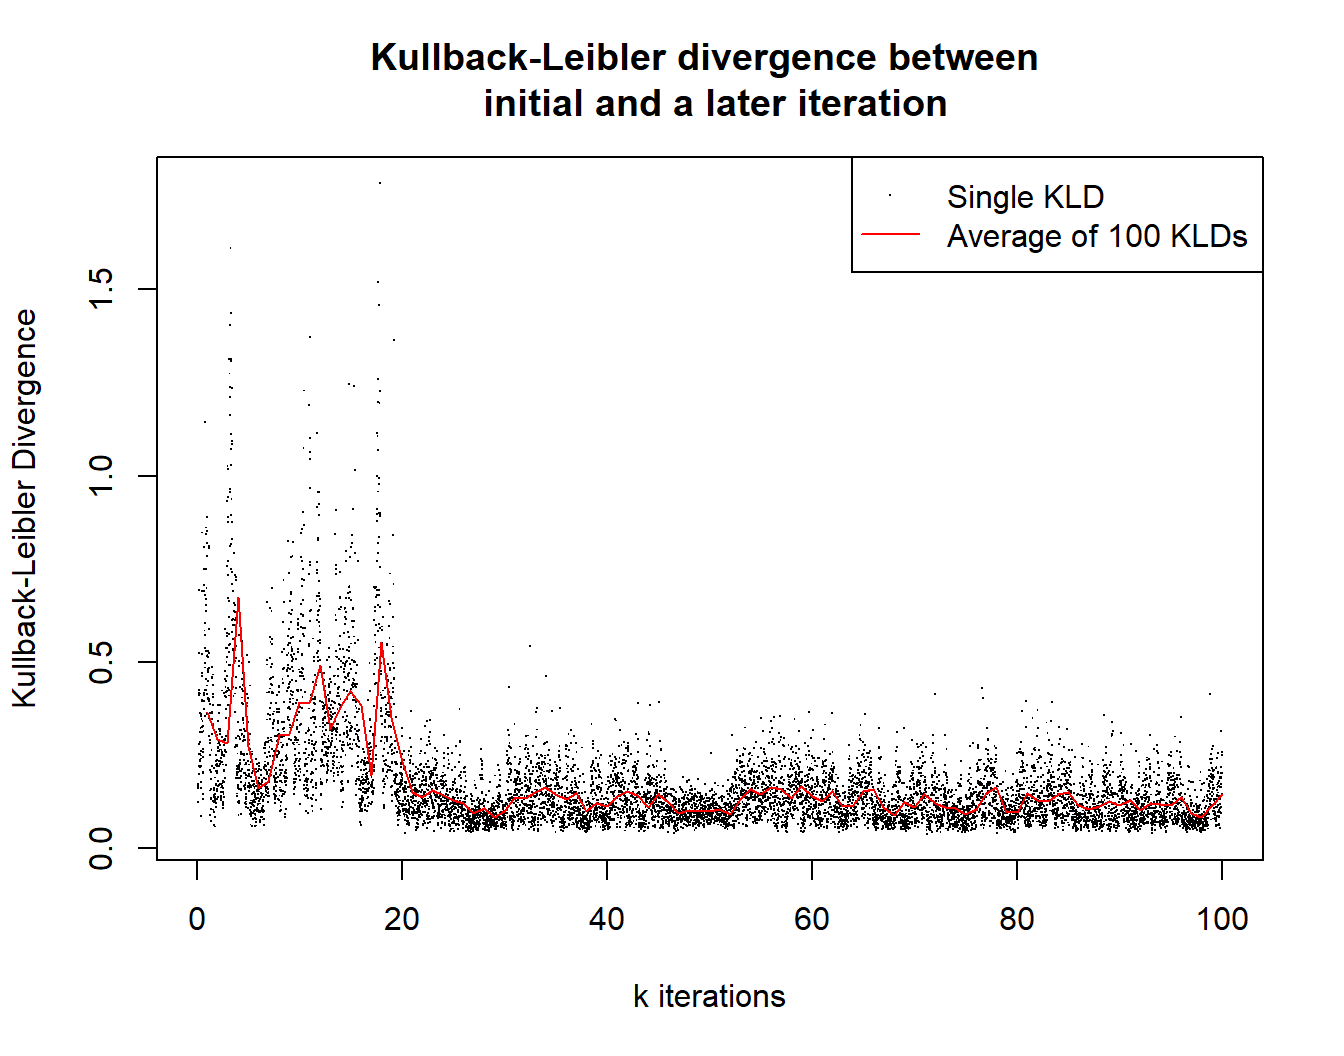 Kullback-Leibler divergence between
initial and a later iteration
Single KLD
Average of 100 KLDs
Kullback-Leibler Divergence
1.5
1.0
0.5
0.0
0 20 40 60 80 100
k iterations